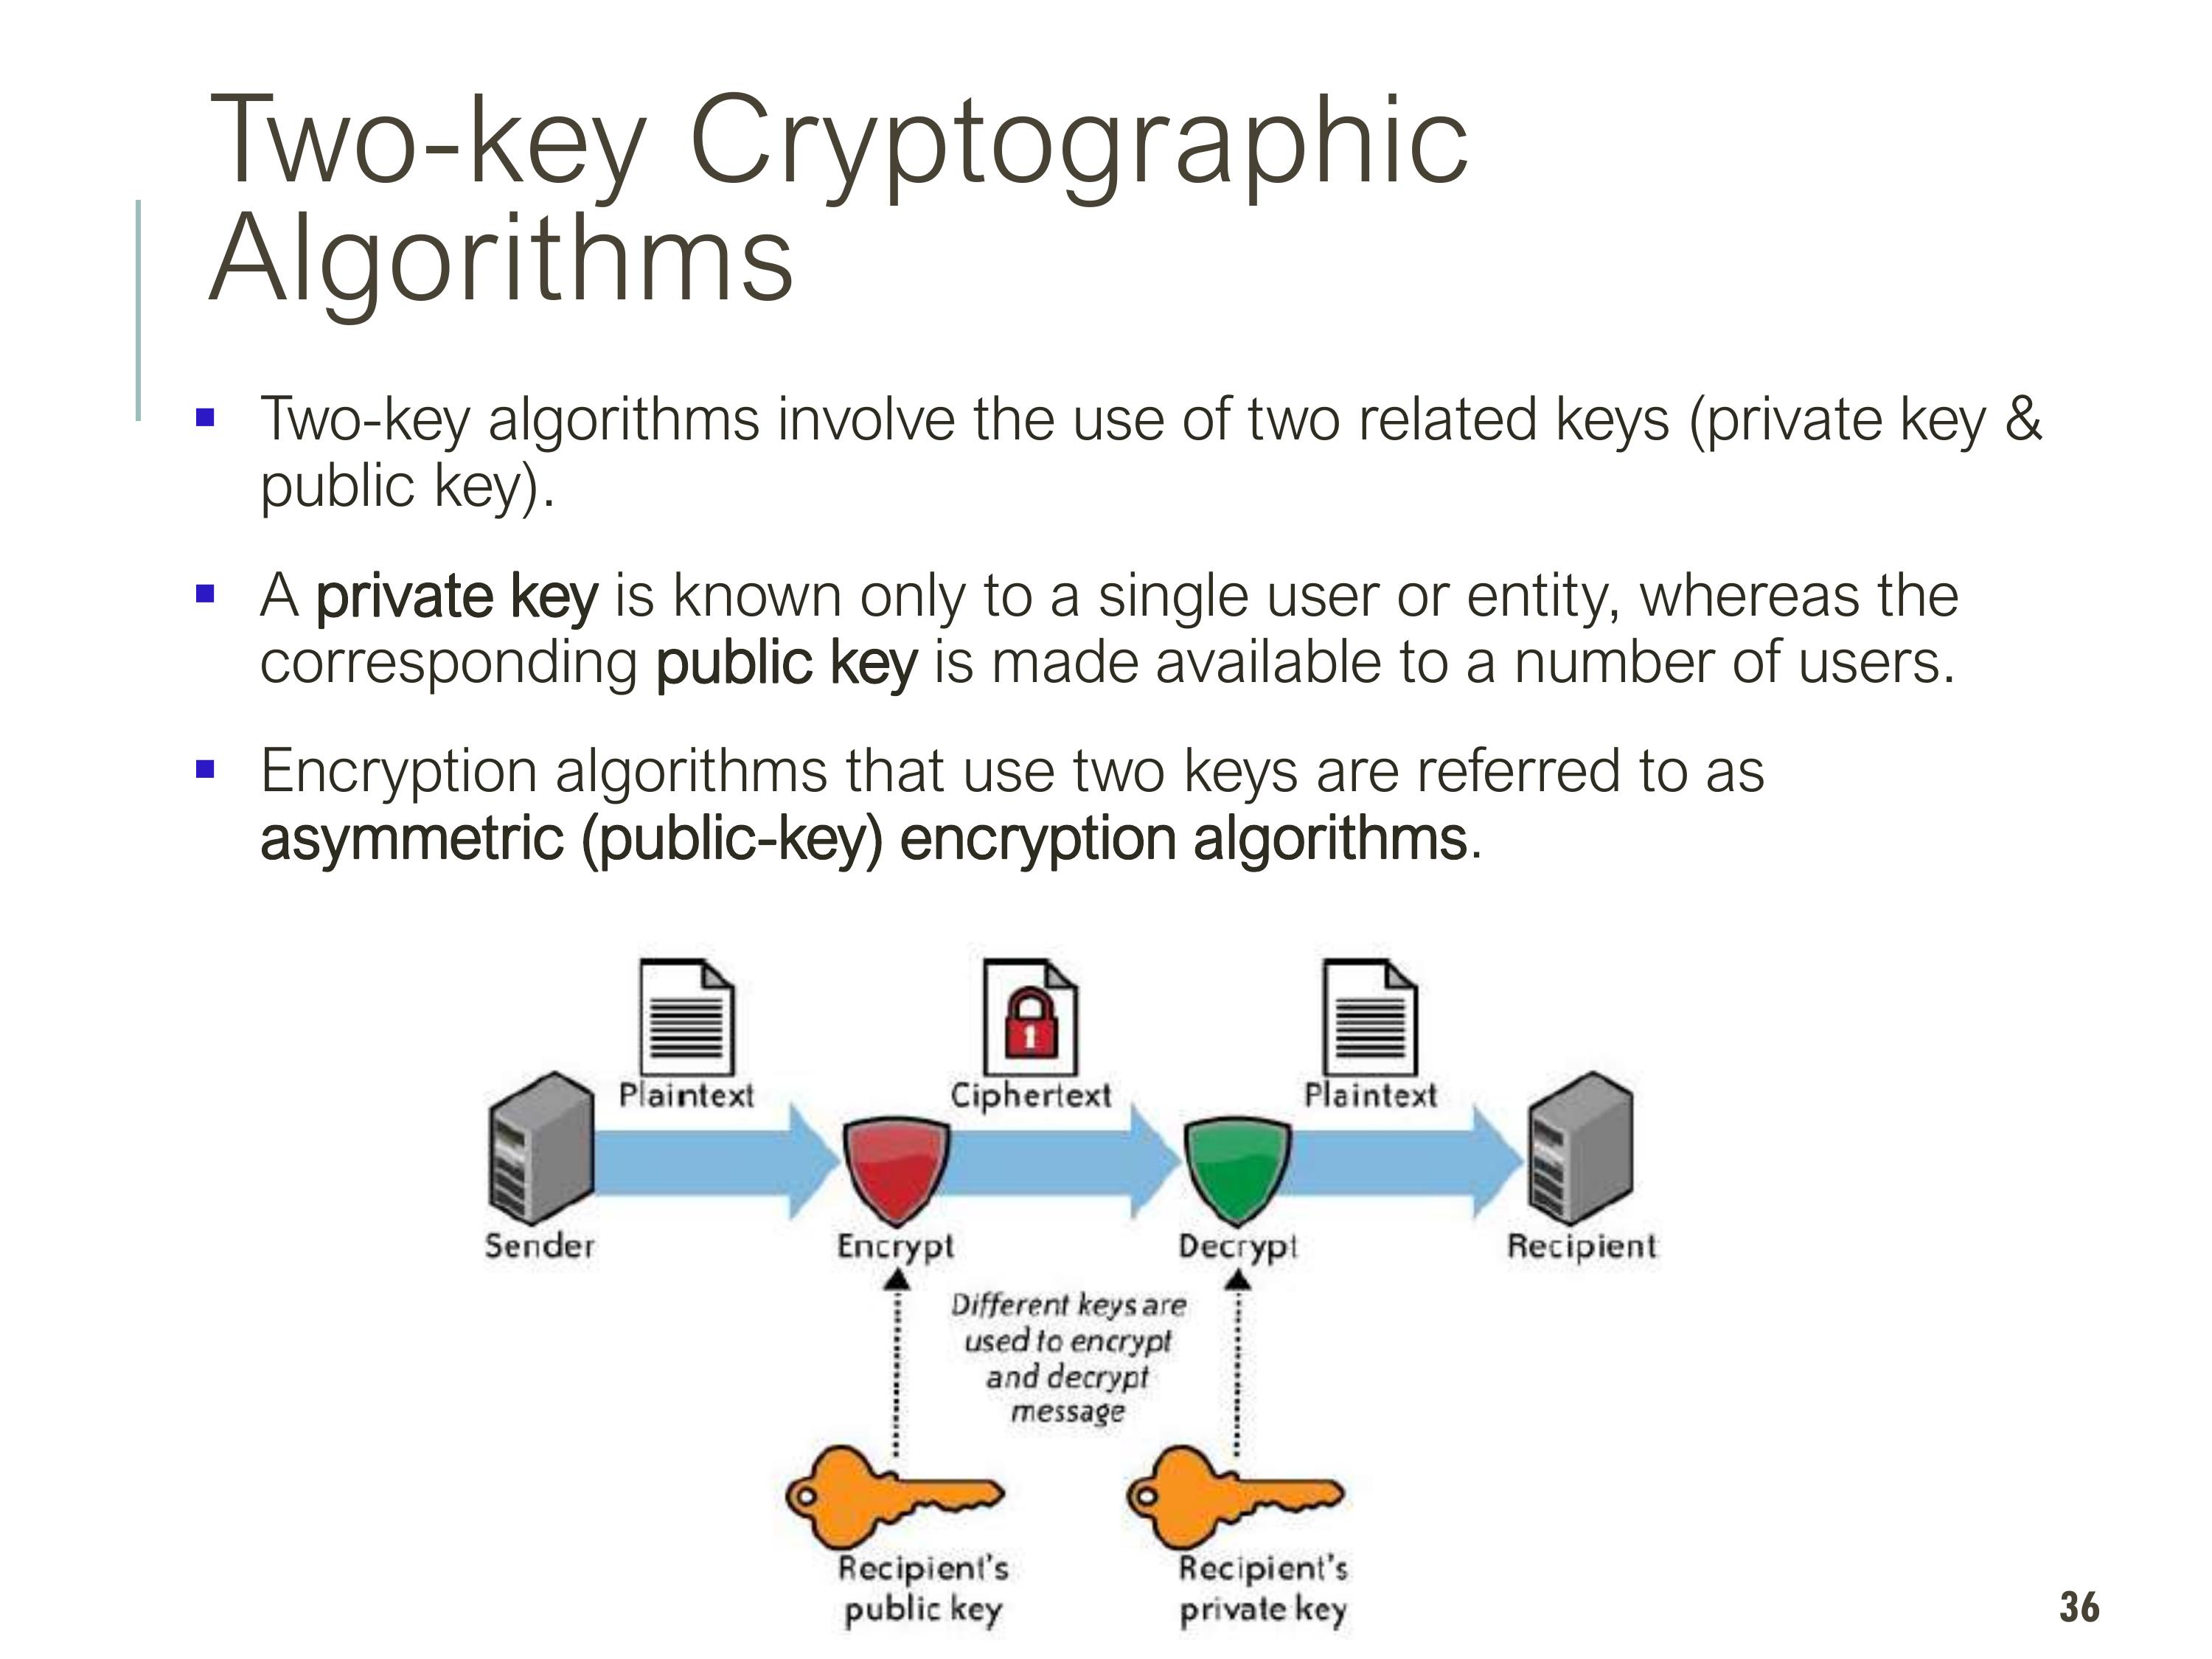 Two-key Cryptographic
Algorithms
▪ Two-key algorithms involve the use of two related keys (private key &
public key).
▪ A private key is known only to a single user or entity, whereas the
corresponding public key is made available to a number of users.
▪ Encryption algorithms that use two keys are referred to as
asymmetric (public-key) encryption algorithms.
Plaintext
Ciphertext
Plaintext
1
Sender
Encrypt
Decrypt
Recipient
Different keys are
used to encrypt
and decrypt
message
Recipient's
public key
Recipient's
private key
36